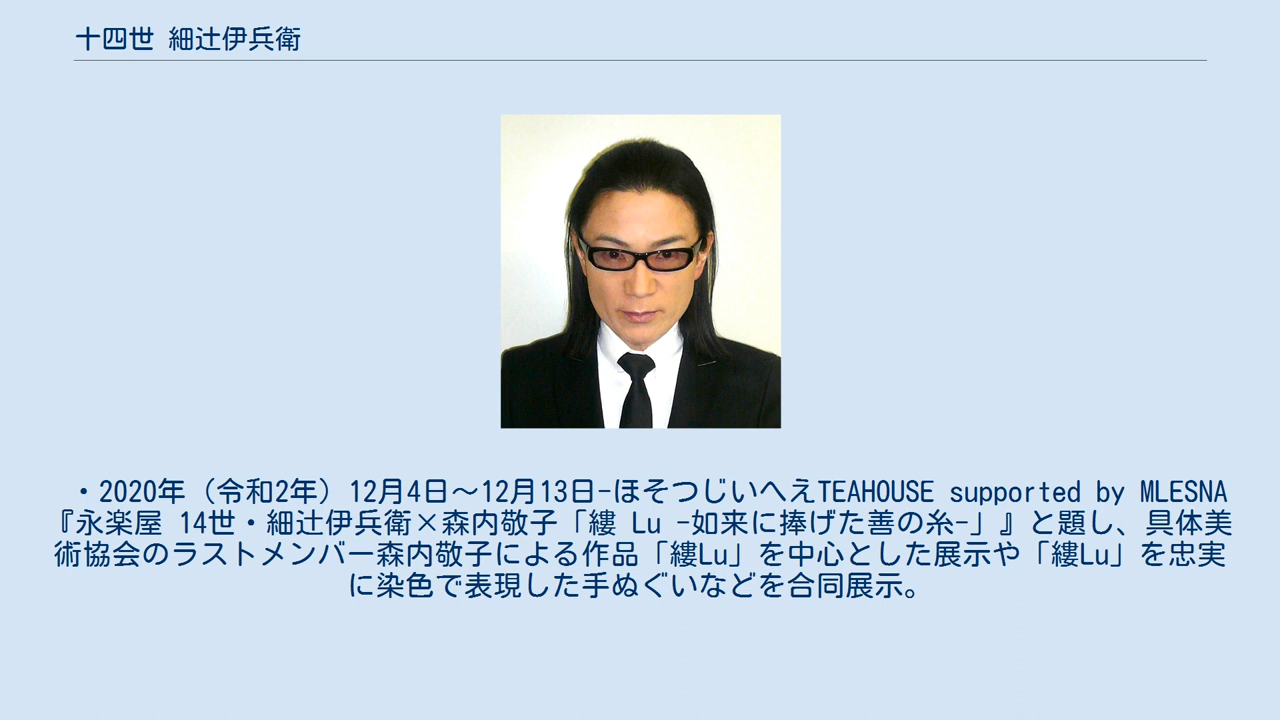 十四世 細辻伊兵衛
・2020年（令和2年）12月4日〜12月13日-ほそつじいへえTEAHOUSE supported by MLESNA
『永楽屋 14世・細辻伊兵衛×森内敬子「縷 Lu -如来に捧げた善の糸-」』と題し、具体美
術協会のラストメンバー森内敬子による作品「縷Lu」を中心とした展示や「縷Lu」を忠実
に染色で表現した手ぬぐいなどを合同展示。